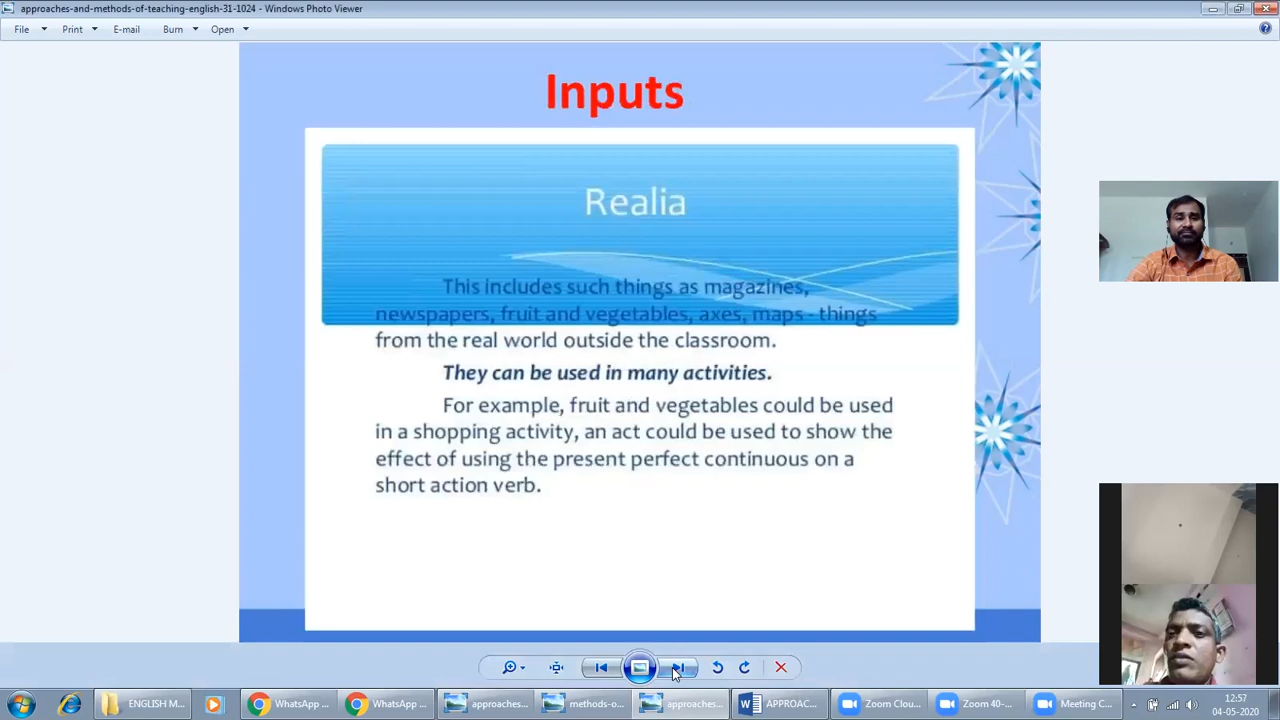 approaches-and-methods-of-teaching-english-31-1024 - Windows Photo Viewer
File Print E-mail Burn Open
Inputs
Realia
This includes such things as magazines,
newspapers, fruit and vegetables, axes, maps - things
from the real world outside the classroom.
They can be used in many activities.
For example, fruit and vegetables could be used
in a shopping activity, an act could be used to show the
effect of using the present perfect continuous on a
short action verb.
ENGLISH M... WhatsApp ... WhatsApp ... approaches... methods-o... approaches... APPROAC... Zoom Clou... Zoom 40-... Meeting C... 12:57
04-05-2020